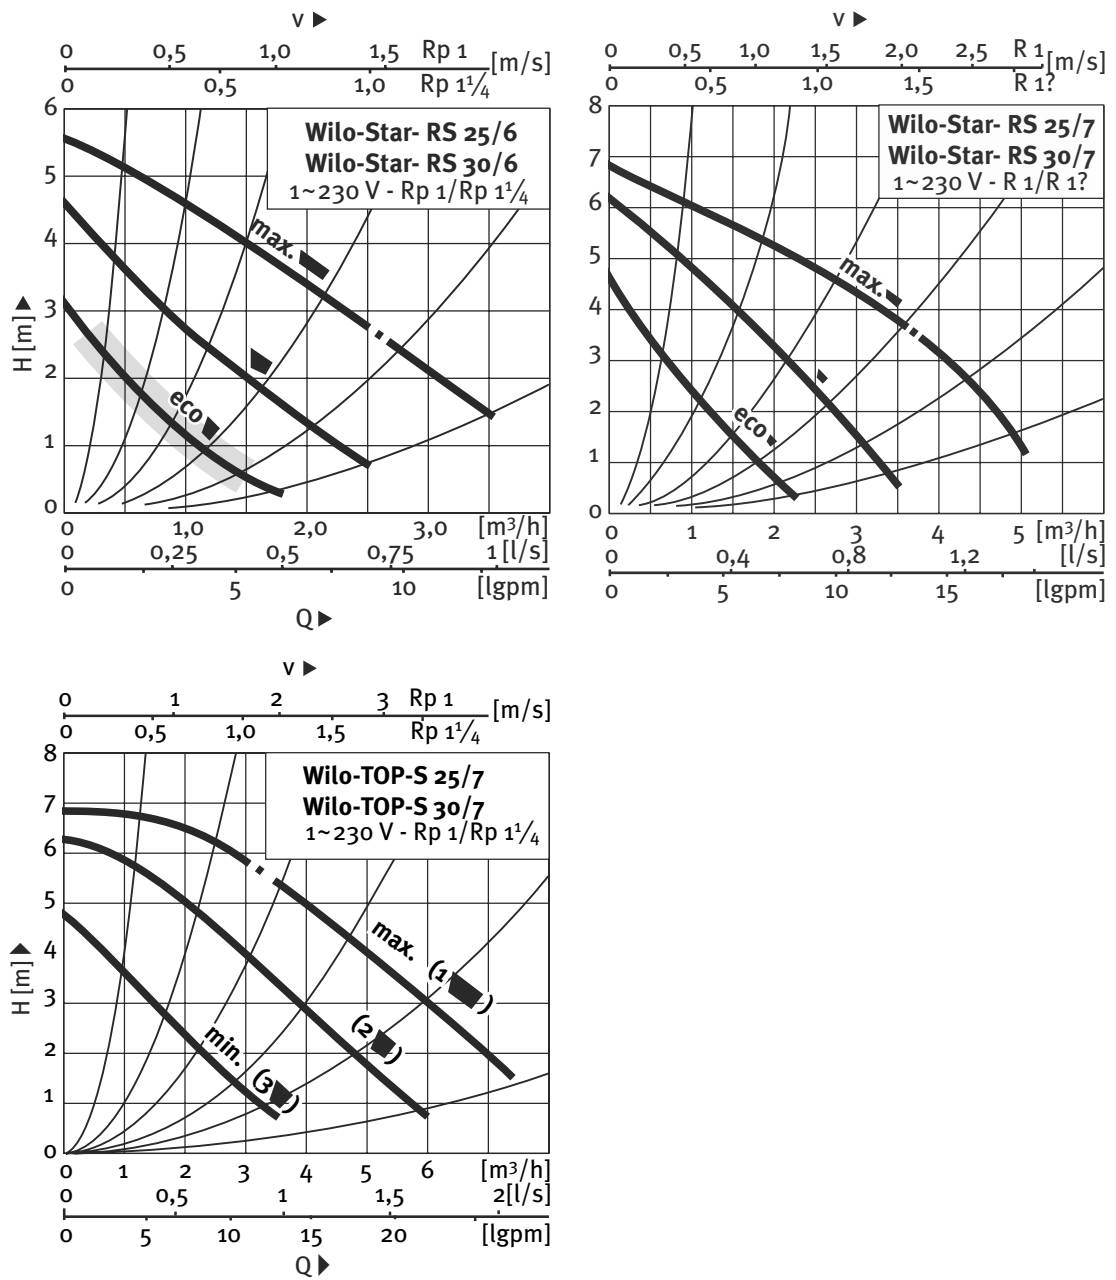 v
0 0,5 1,0 1,5 Rp 1 [m/s]
0 0,5 1,0 Rp 1¼
Wilo-Star- RS 25/6
Wilo-Star- RS 30/6
1~230 V - Rp 1/Rp 1¼
6
5
4
3
2
1
0
H [m]
max.
eco
0 1,0 2,0 3,0 [m³/h]
0 0,25 0,5 0,75 1 [l/s]
0 5 10 [lgpm]
Q
v
0 0,5 1,0 1,5 2,0 2,5 R 1 [m/s]
0 0,5 1,0 1,5 R 1?
Wilo-Star- RS 25/7
Wilo-Star- RS 30/7
1~230 V - R 1/R 1?
8
7
6
5
4
3
2
1
0
max.
eco
0 1 2 3 4 5 [m³/h]
0 0,4 0,8 1,2 [l/s]
0 5 10 15 [lgpm]
v
0 1 2 3 Rp 1 [m/s]
0 0,5 1,0 1,5 Rp 1¼
Wilo-TOP-S 25/7
Wilo-TOP-S 30/7
1~230 V - Rp 1/Rp 1¼
8
7
6
5
4
3
2
1
0
H [m]
max. (1 )
(2 )
min. (3 )
0 1 2 3 4 5 6 [m³/h]
0 0,5 1 1,5 2 [l/s]
0 5 10 15 20 [lgpm]
Q